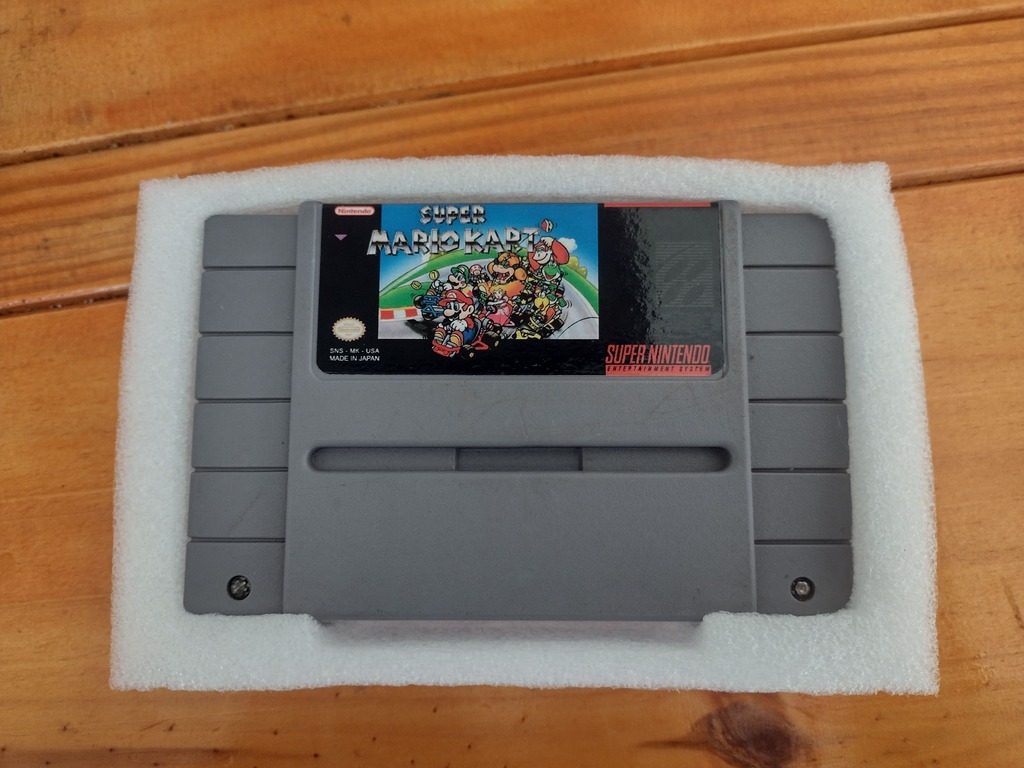 Nintendo
SUPER
MARIO KART
SNS - MK - USA
MADE IN JAPAN
SUPER NINTENDO
ENTERTAINMENT SYSTEM